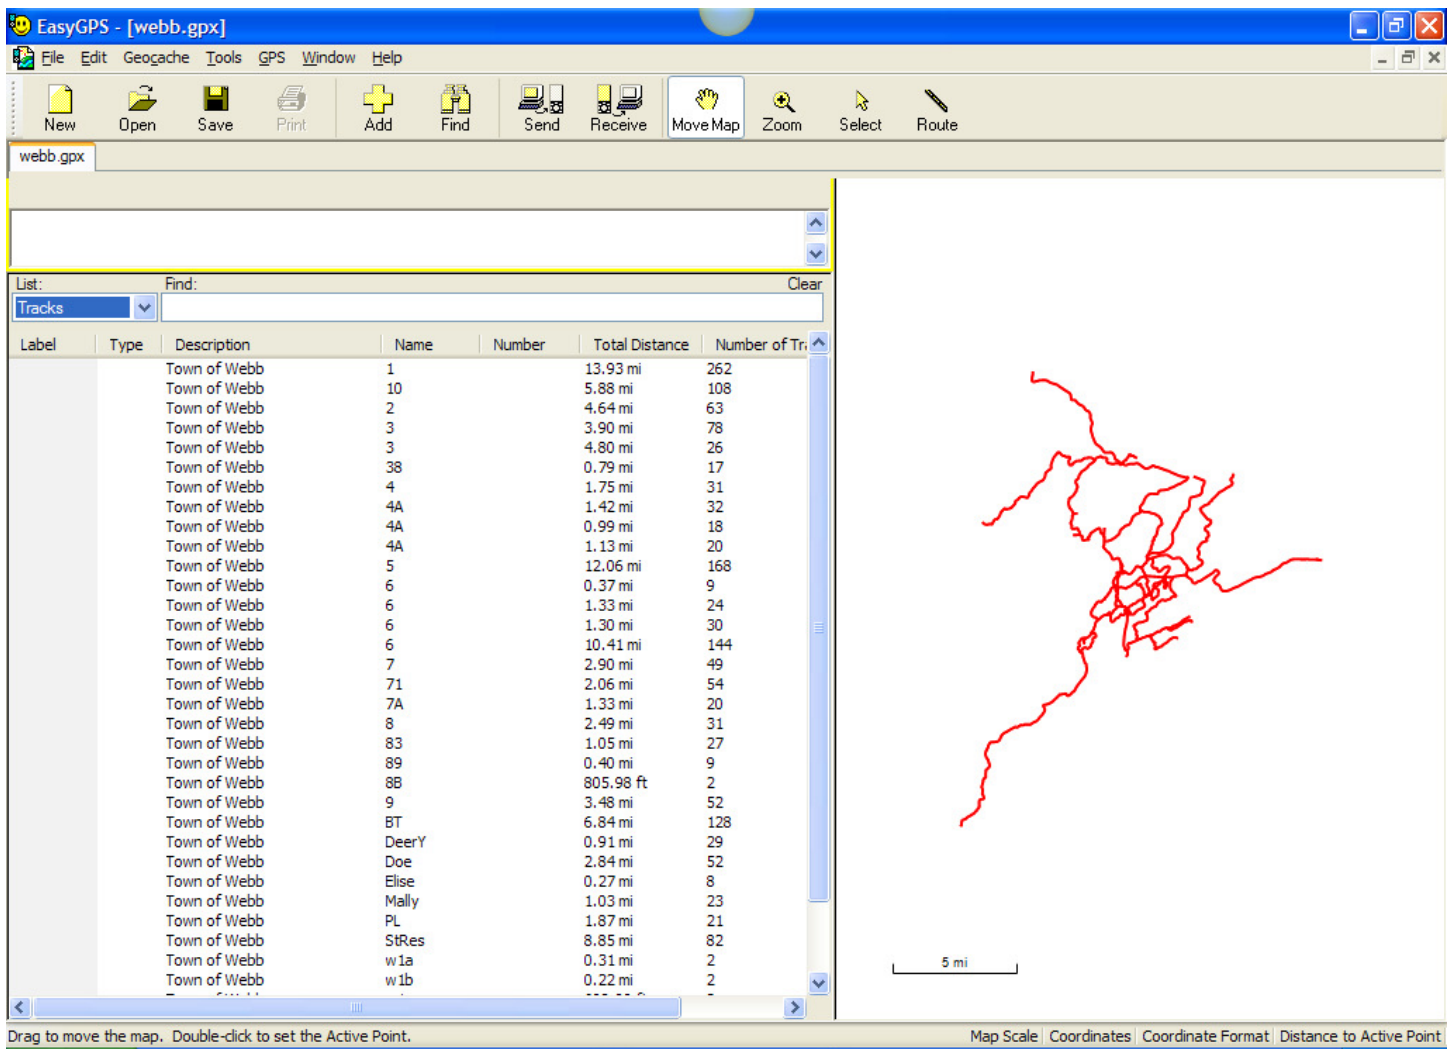 EasyGPS - [webb.gpx]
File Edit Geocache Tools GPS Window Help
New Open Save Print Add Find Send Receive Move Map Zoom Select Route
webb.gpx
List: Find: Clear
Tracks
Label Type Description Name Number Total Distance Number of Tra
Town of Webb 1 13.93 mi 262
Town of Webb 10 5.88 mi 108
Town of Webb 2 4.64 mi 63
Town of Webb 3 3.90 mi 78
Town of Webb 3 4.80 mi 26
Town of Webb 38 0.79 mi 17
Town of Webb 4 1.75 mi 31
Town of Webb 4A 1.42 mi 32
Town of Webb 4A 0.99 mi 18
Town of Webb 4A 1.13 mi 20
Town of Webb 5 12.06 mi 168
Town of Webb 6 0.37 mi 9
Town of Webb 6 1.33 mi 24
Town of Webb 6 1.30 mi 30
Town of Webb 6 10.41 mi 144
Town of Webb 7 2.90 mi 49
Town of Webb 71 2.06 mi 54
Town of Webb 7A 1.33 mi 20
Town of Webb 8 2.49 mi 31
Town of Webb 83 1.05 mi 27
Town of Webb 89 0.40 mi 9
Town of Webb 8B 805.98 ft 2
Town of Webb 9 3.48 mi 52
Town of Webb BT 6.84 mi 128
Town of Webb DeerY 0.91 mi 29
Town of Webb Doe 2.84 mi 52
Town of Webb Elise 0.27 mi 8
Town of Webb Mally 1.03 mi 23
Town of Webb PL 1.87 mi 21
Town of Webb StRes 8.85 mi 82
Town of Webb w1a 0.31 mi 2
Town of Webb w1b 0.22 mi 2
5 mi
Drag to move the map. Double-click to set the Active Point. Map Scale Coordinates Coordinate Format Distance to Active Point